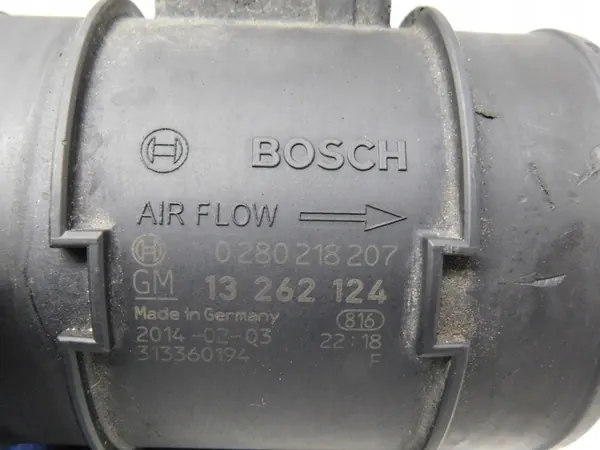 BOSCH
AIR FLOW
0 280 218 207
GM 13 262 124
Made in Germany 816
2014-02-03 22:18
313360194 F